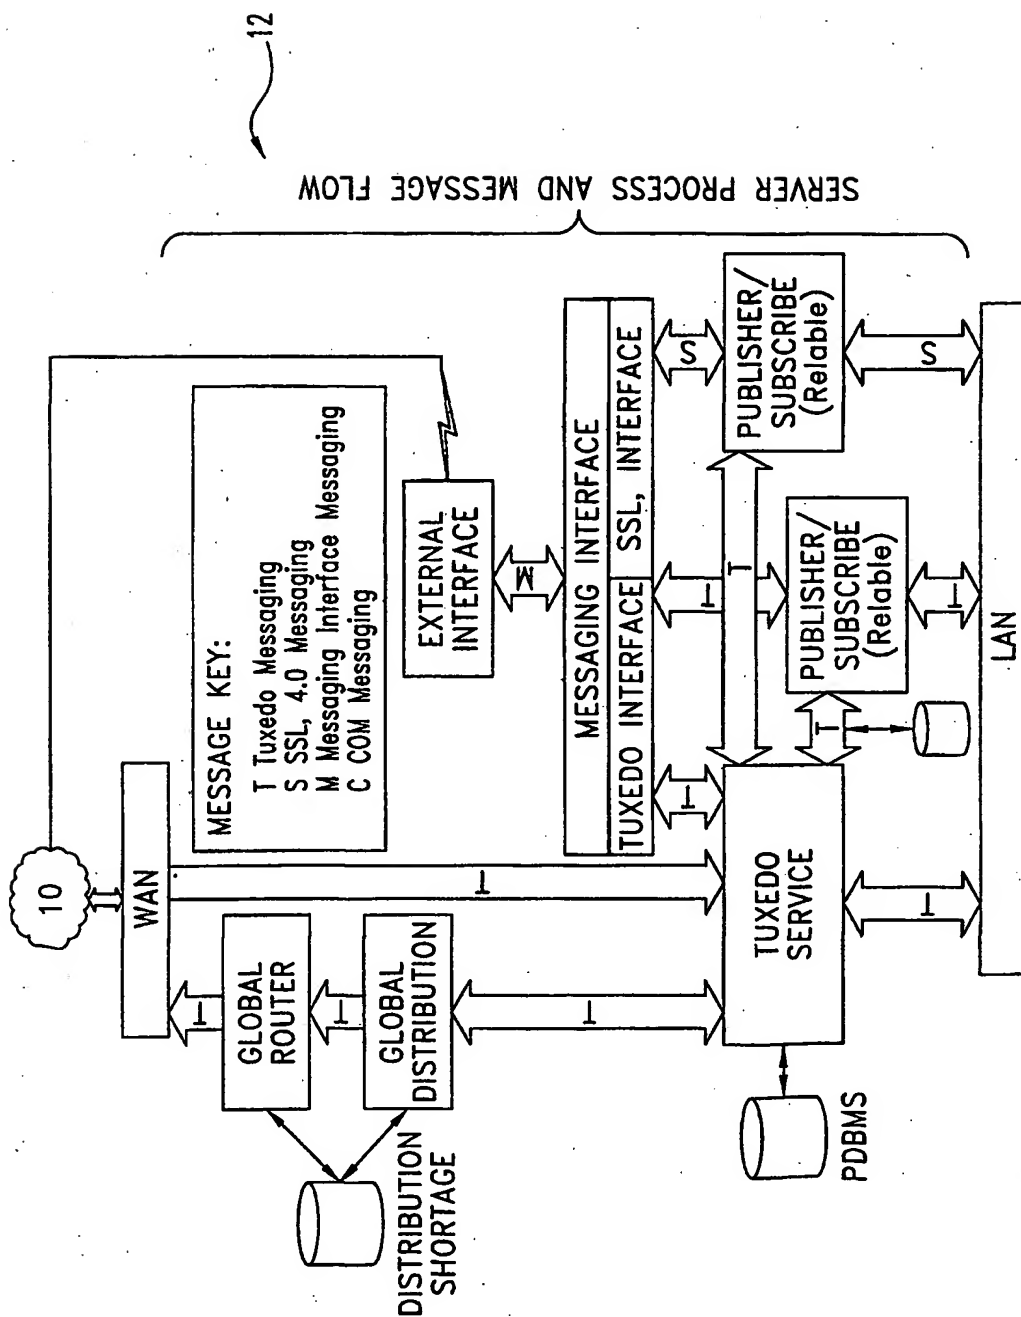 12
SERVER PROCESS AND MESSAGE FLOW
10
WAN
MESSAGE KEY:
T Tuxedo Messaging
S SSL, 4.0 Messaging
M Messaging Interface Messaging
C COM Messaging
T
GLOBAL
ROUTER
T
GLOBAL
DISTRIBUTION
T
T
DISTRIBUTION
SHORTAGE
EXTERNAL
INTERFACE
M
MESSAGING INTERFACE
TUXEDO INTERFACE
SSL, INTERFACE
T
T
S
T
TUXEDO
SERVICE
PDBMS
T
PUBLISHER/
SUBSCRIBE
(Relable)
PUBLISHER/
SUBSCRIBE
(Relable)
T
T
S
LAN